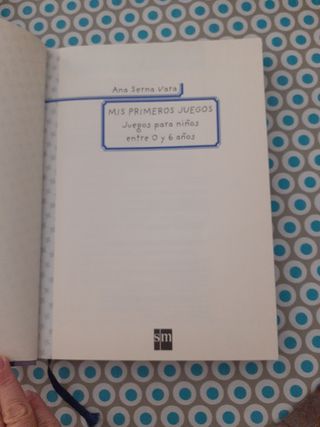 Ana Serna Vara
MIS PRIMEROS JUEGOS
Juegos para niños
entre 0 y 6 años
sm